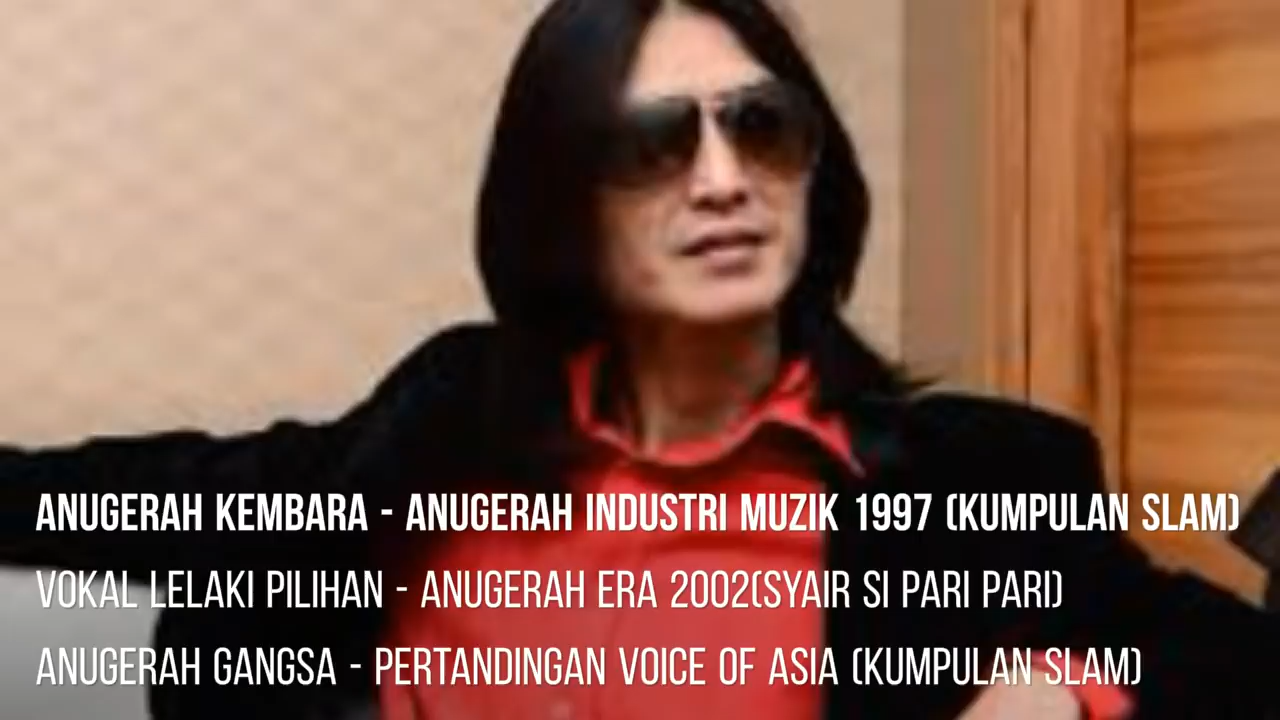 ANUGERAH KEMBARA - ANUGERAH INDUSTRI MUZIK 1997 (KUMPULAN SLAM)
VOKAL LELAKI PILIHAN - ANUGERAH ERA 2002(SYAIR SI PARI PARI)
ANUGERAH GANGSA - PERTANDINGAN VOICE OF ASIA (KUMPULAN SLAM)